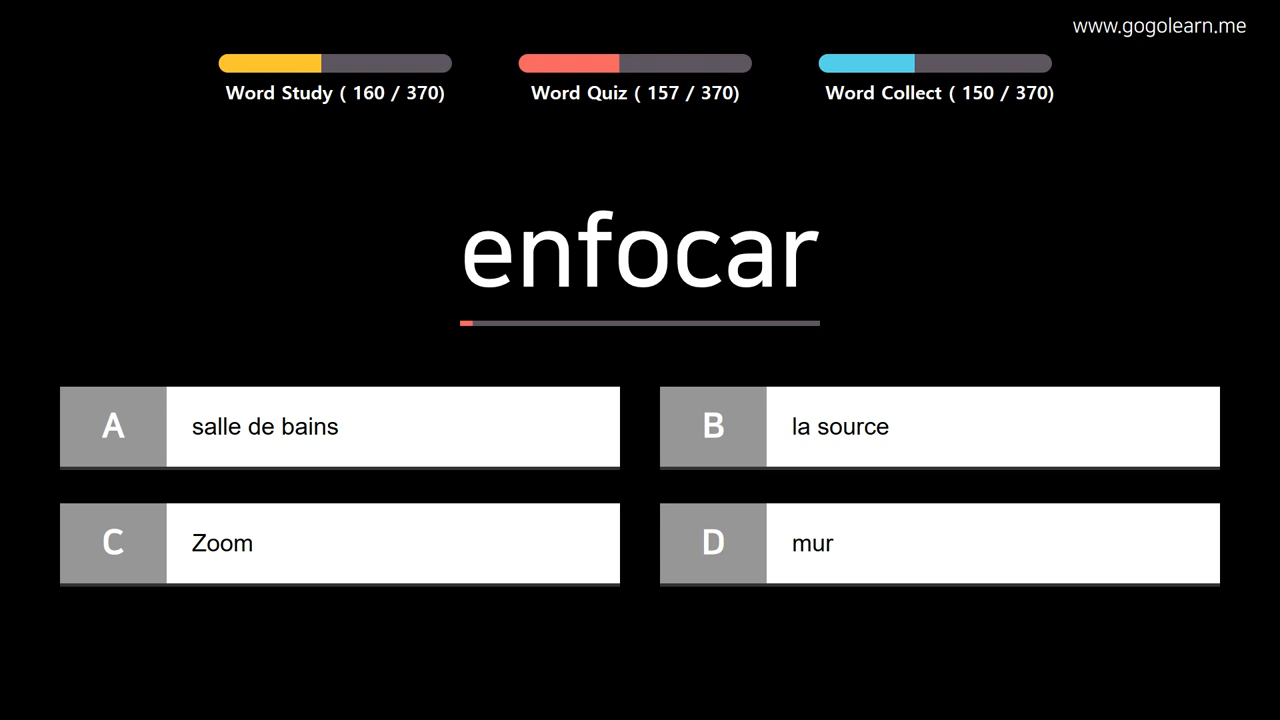 www.gogolearn.me
Word Study ( 160 / 370)
Word Quiz ( 157 / 370)
Word Collect ( 150 / 370)
enfocar
A salle de bains
B la source
C Zoom
D mur